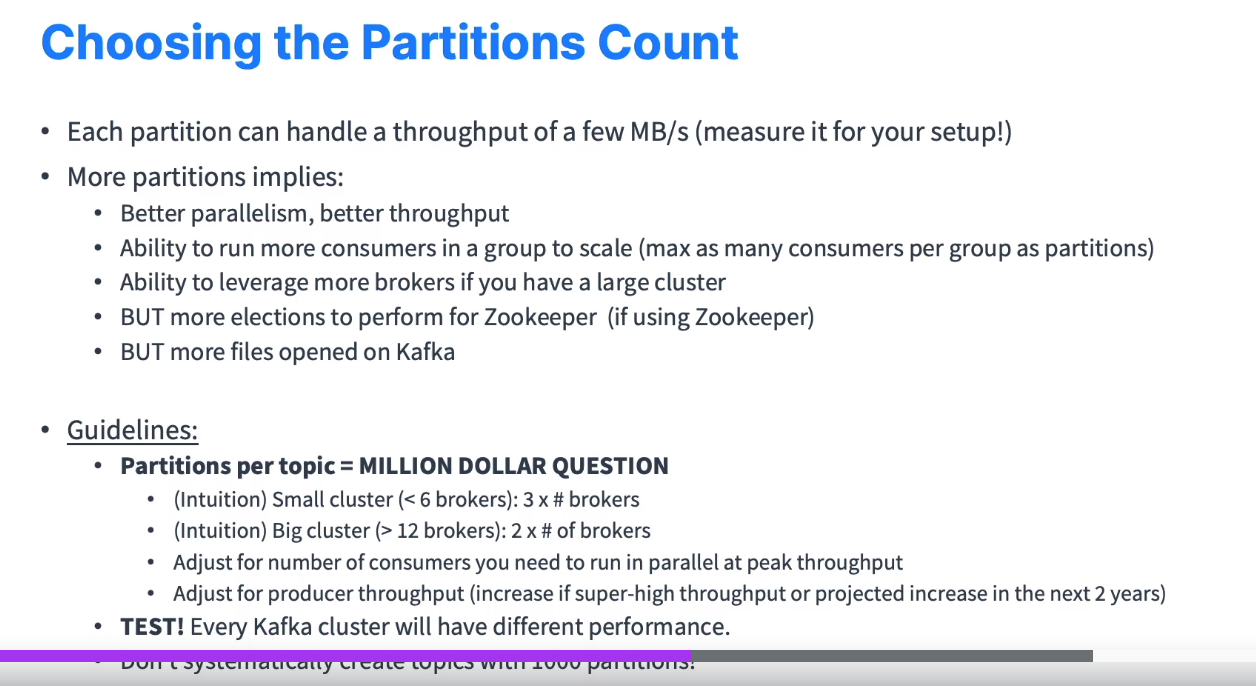 Choosing the Partitions Count
• Each partition can handle a throughput of a few MB/s (measure it for your setup!)
• More partitions implies:
• Better parallelism, better throughput
• Ability to run more consumers in a group to scale (max as many consumers per group as partitions)
• Ability to leverage more brokers if you have a large cluster
• BUT more elections to perform for Zookeeper (if using Zookeeper)
• BUT more files opened on Kafka
• Guidelines:
• Partitions per topic = MILLION DOLLAR QUESTION
• (Intuition) Small cluster (< 6 brokers): 3 x # brokers
• (Intuition) Big cluster (> 12 brokers): 2 x # of brokers
• Adjust for number of consumers you need to run in parallel at peak throughput
• Adjust for producer throughput (increase if super-high throughput or projected increase in the next 2 years)
• TEST! Every Kafka cluster will have different performance.
• Don't systematically create topics with 1000 partitions!